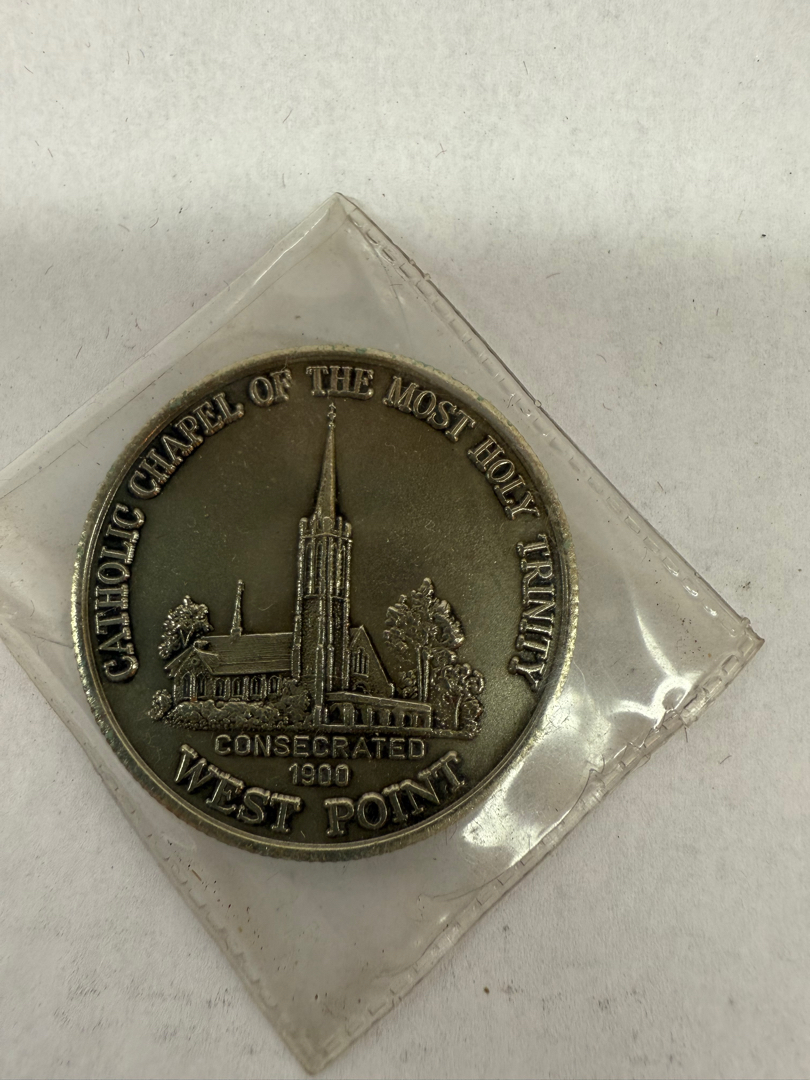 CATHOLIC CHAPEL OF THE MOST HOLY TRINITY
CONSECRATED
1900
WEST POINT